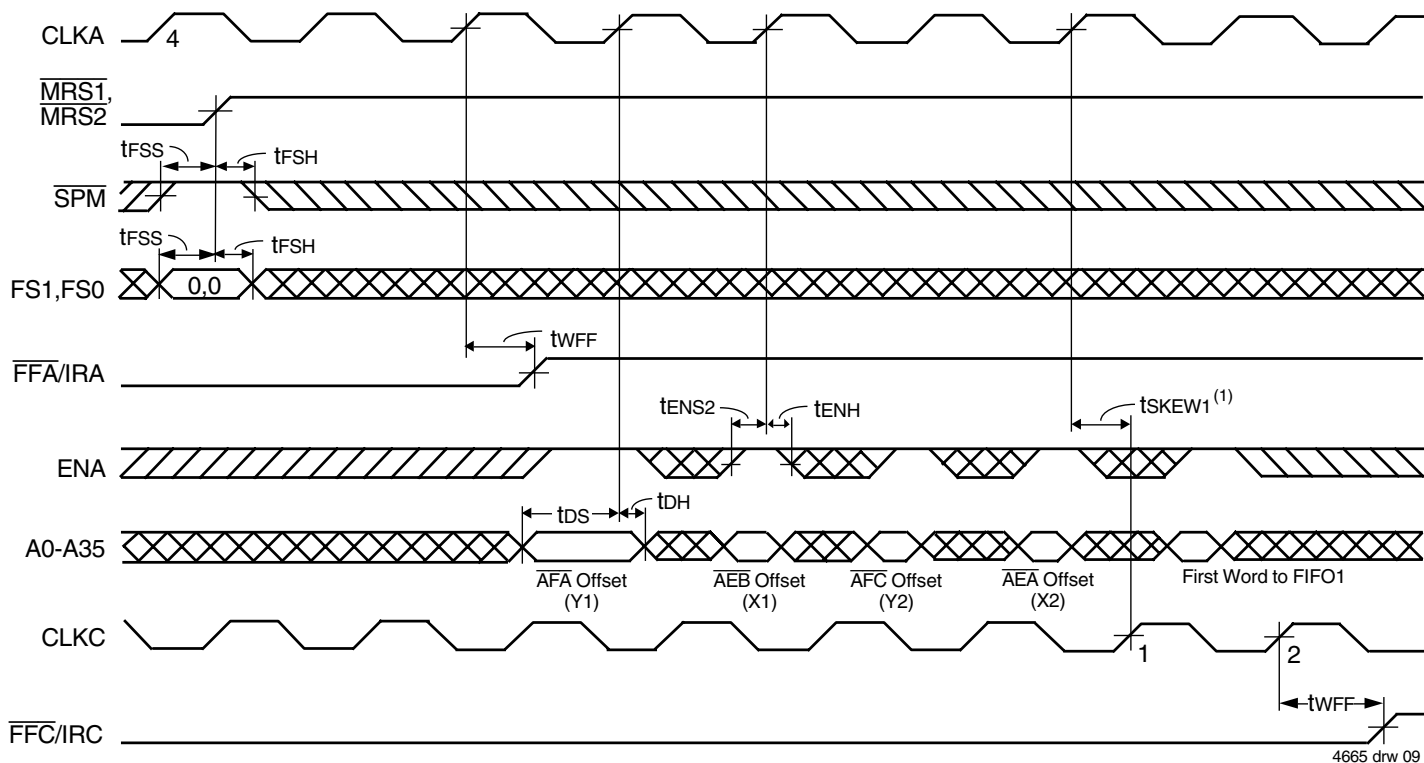 CLKA
4
MRS1,
MRS2
tFSS
tFSH
SPM
tFSS
tFSH
FS1,FS0
0,0
tWFF
FFA/IRA
tENS2
tENH
tSKEW1(1)
ENA
tDS
tDH
A0-A35
AFA Offset
(Y1)
AEB Offset
(X1)
AFC Offset
(Y2)
AEA Offset
(X2)
First Word to FIFO1
CLKC
1
2
tWFF
FFC/IRC
4665 drw 09